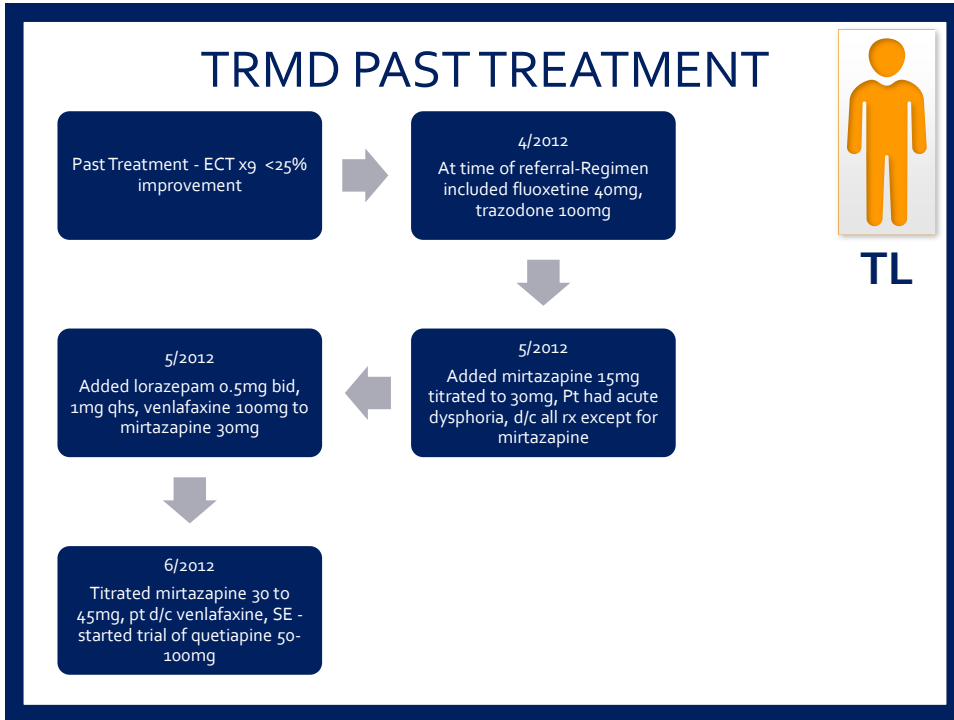 TRMD PAST TREATMENT
TL
Past Treatment - ECT x9 <25%
improvement
4/2012
At time of referral-Regimen
included fluoxetine 40mg,
trazodone 100mg
5/2012
Added mirtazapine 15mg
titrated to 30mg, Pt had acute
dysphoria, d/c all rx except for
mirtazapine
5/2012
Added lorazepam 0.5mg bid,
1mg qhs, venlafaxine 100mg to
mirtazapine 30mg
6/2012
Titrated mirtazapine 30 to
45mg, pt d/c venlafaxine, SE -
started trial of quetiapine 50-
100mg